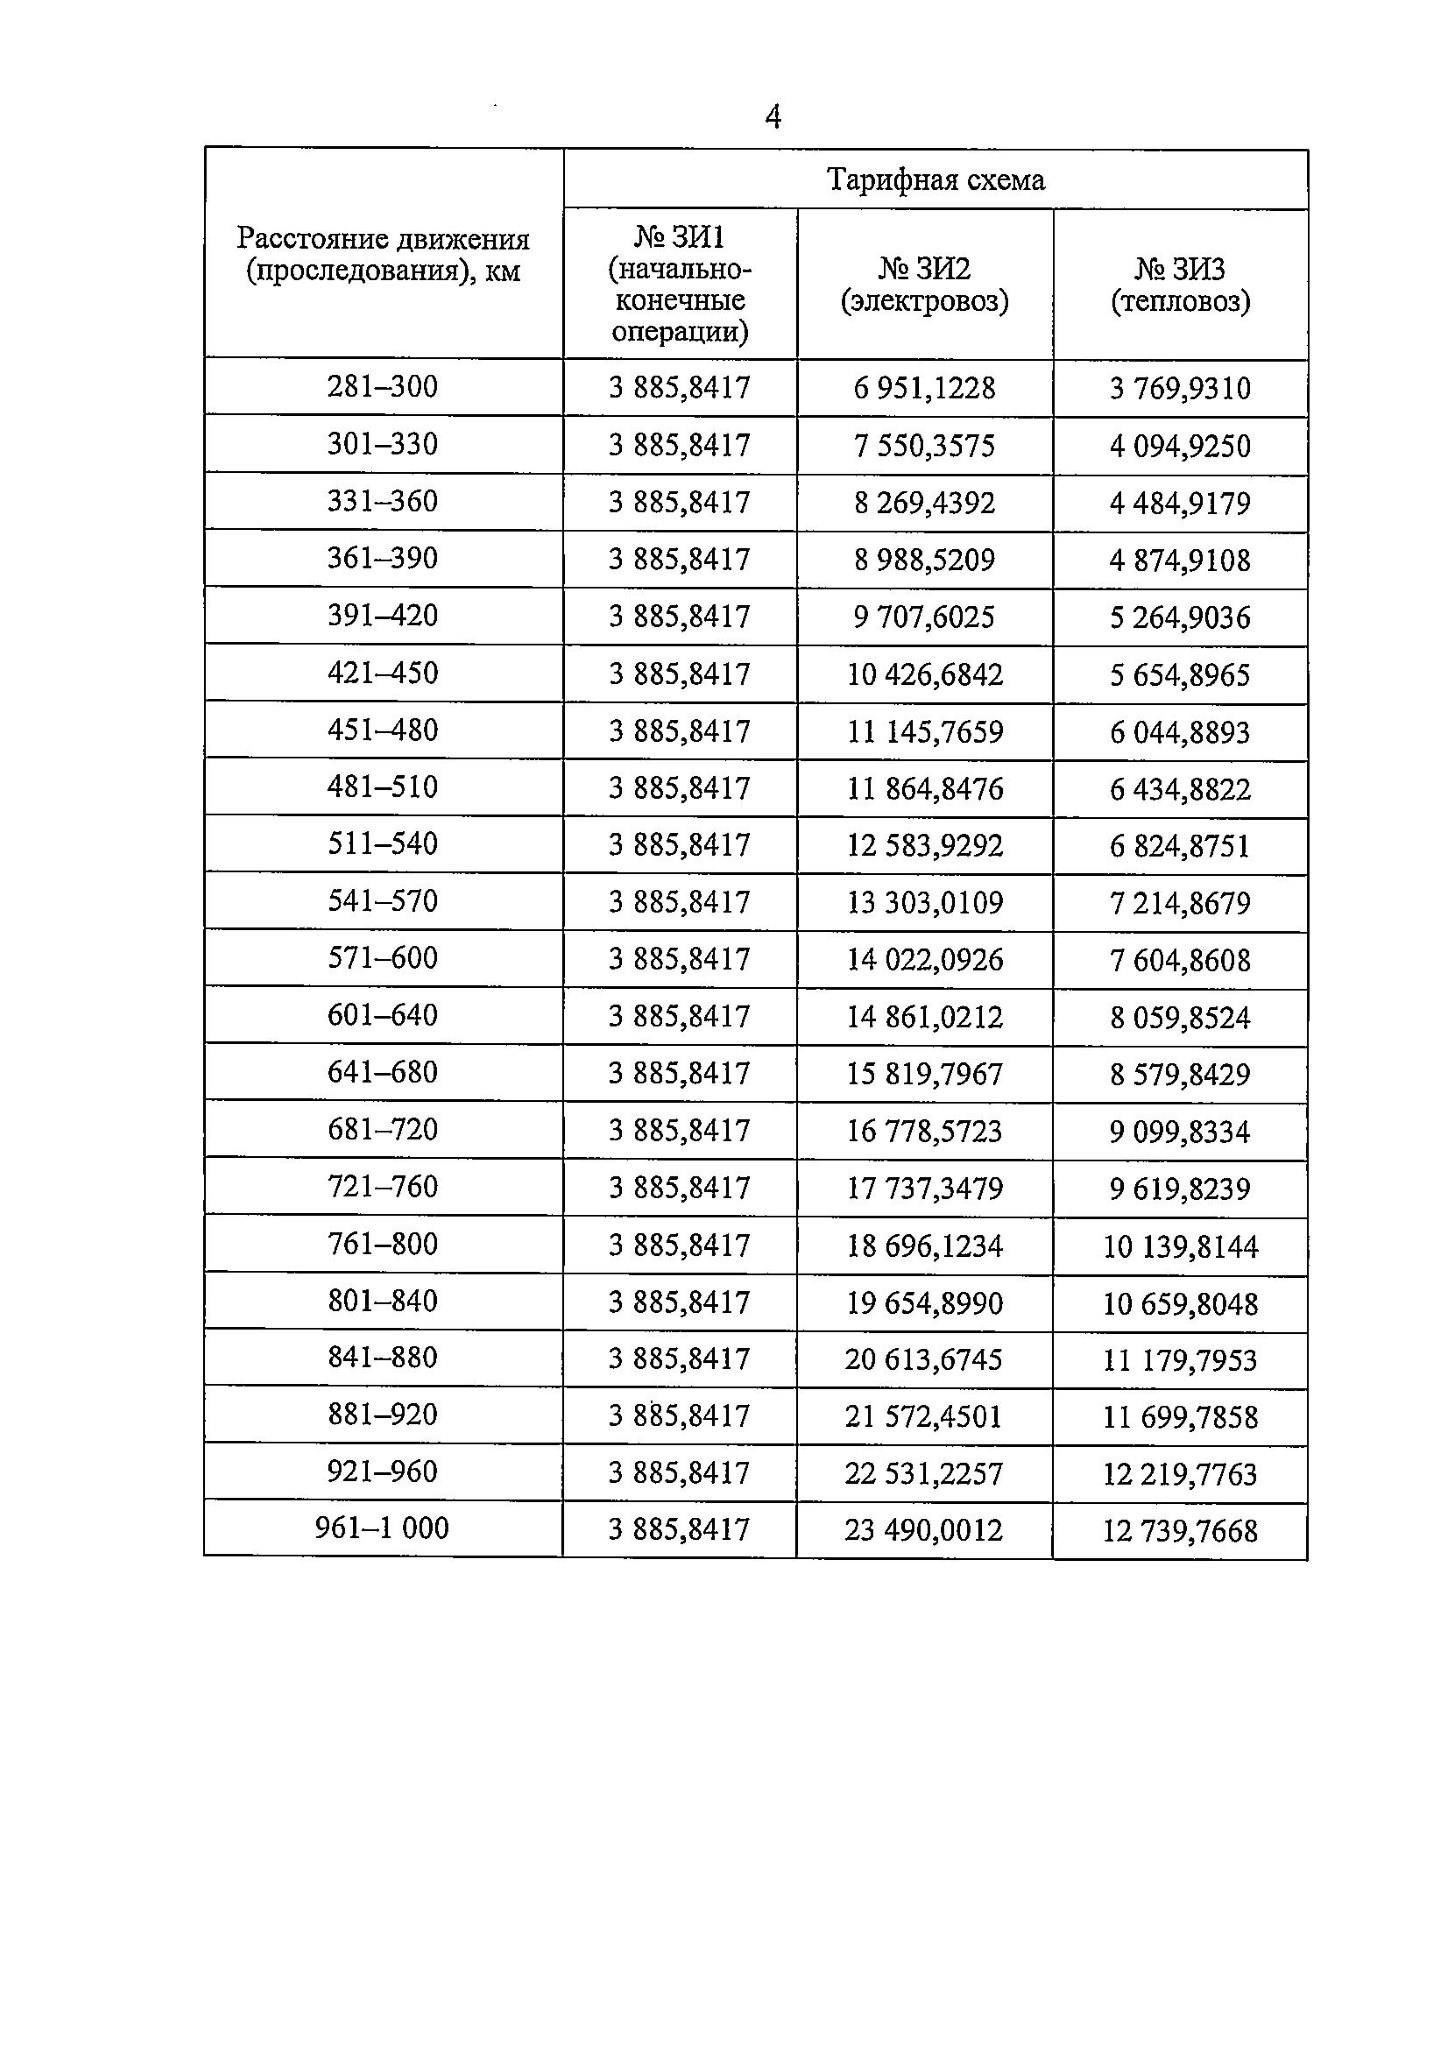 4
Тарифная схема
Расстояние движения
(проследования), км
№ ЗИ1
(начально-
конечные
операции)
№ ЗИ2
(электровоз)
№ ЗИ3
(тепловоз)
281–300 3 885,8417 6 951,1228 3 769,9310
301–330 3 885,8417 7 550,3575 4 094,9250
331–360 3 885,8417 8 269,4392 4 484,9179
361–390 3 885,8417 8 988,5209 4 874,9108
391–420 3 885,8417 9 707,6025 5 264,9036
421–450 3 885,8417 10 426,6842 5 654,8965
451–480 3 885,8417 11 145,7659 6 044,8893
481–510 3 885,8417 11 864,8476 6 434,8822
511–540 3 885,8417 12 583,9292 6 824,8751
541–570 3 885,8417 13 303,0109 7 214,8679
571–600 3 885,8417 14 022,0926 7 604,8608
601–640 3 885,8417 14 861,0212 8 059,8524
641–680 3 885,8417 15 819,7967 8 579,8429
681–720 3 885,8417 16 778,5723 9 099,8334
721–760 3 885,8417 17 737,3479 9 619,8239
761–800 3 885,8417 18 696,1234 10 139,8144
801–840 3 885,8417 19 654,8990 10 659,8048
841–880 3 885,8417 20 613,6745 11 179,7953
881–920 3 885,8417 21 572,4501 11 699,7858
921–960 3 885,8417 22 531,2257 12 219,7763
961–1 000 3 885,8417 23 490,0012 12 739,7668